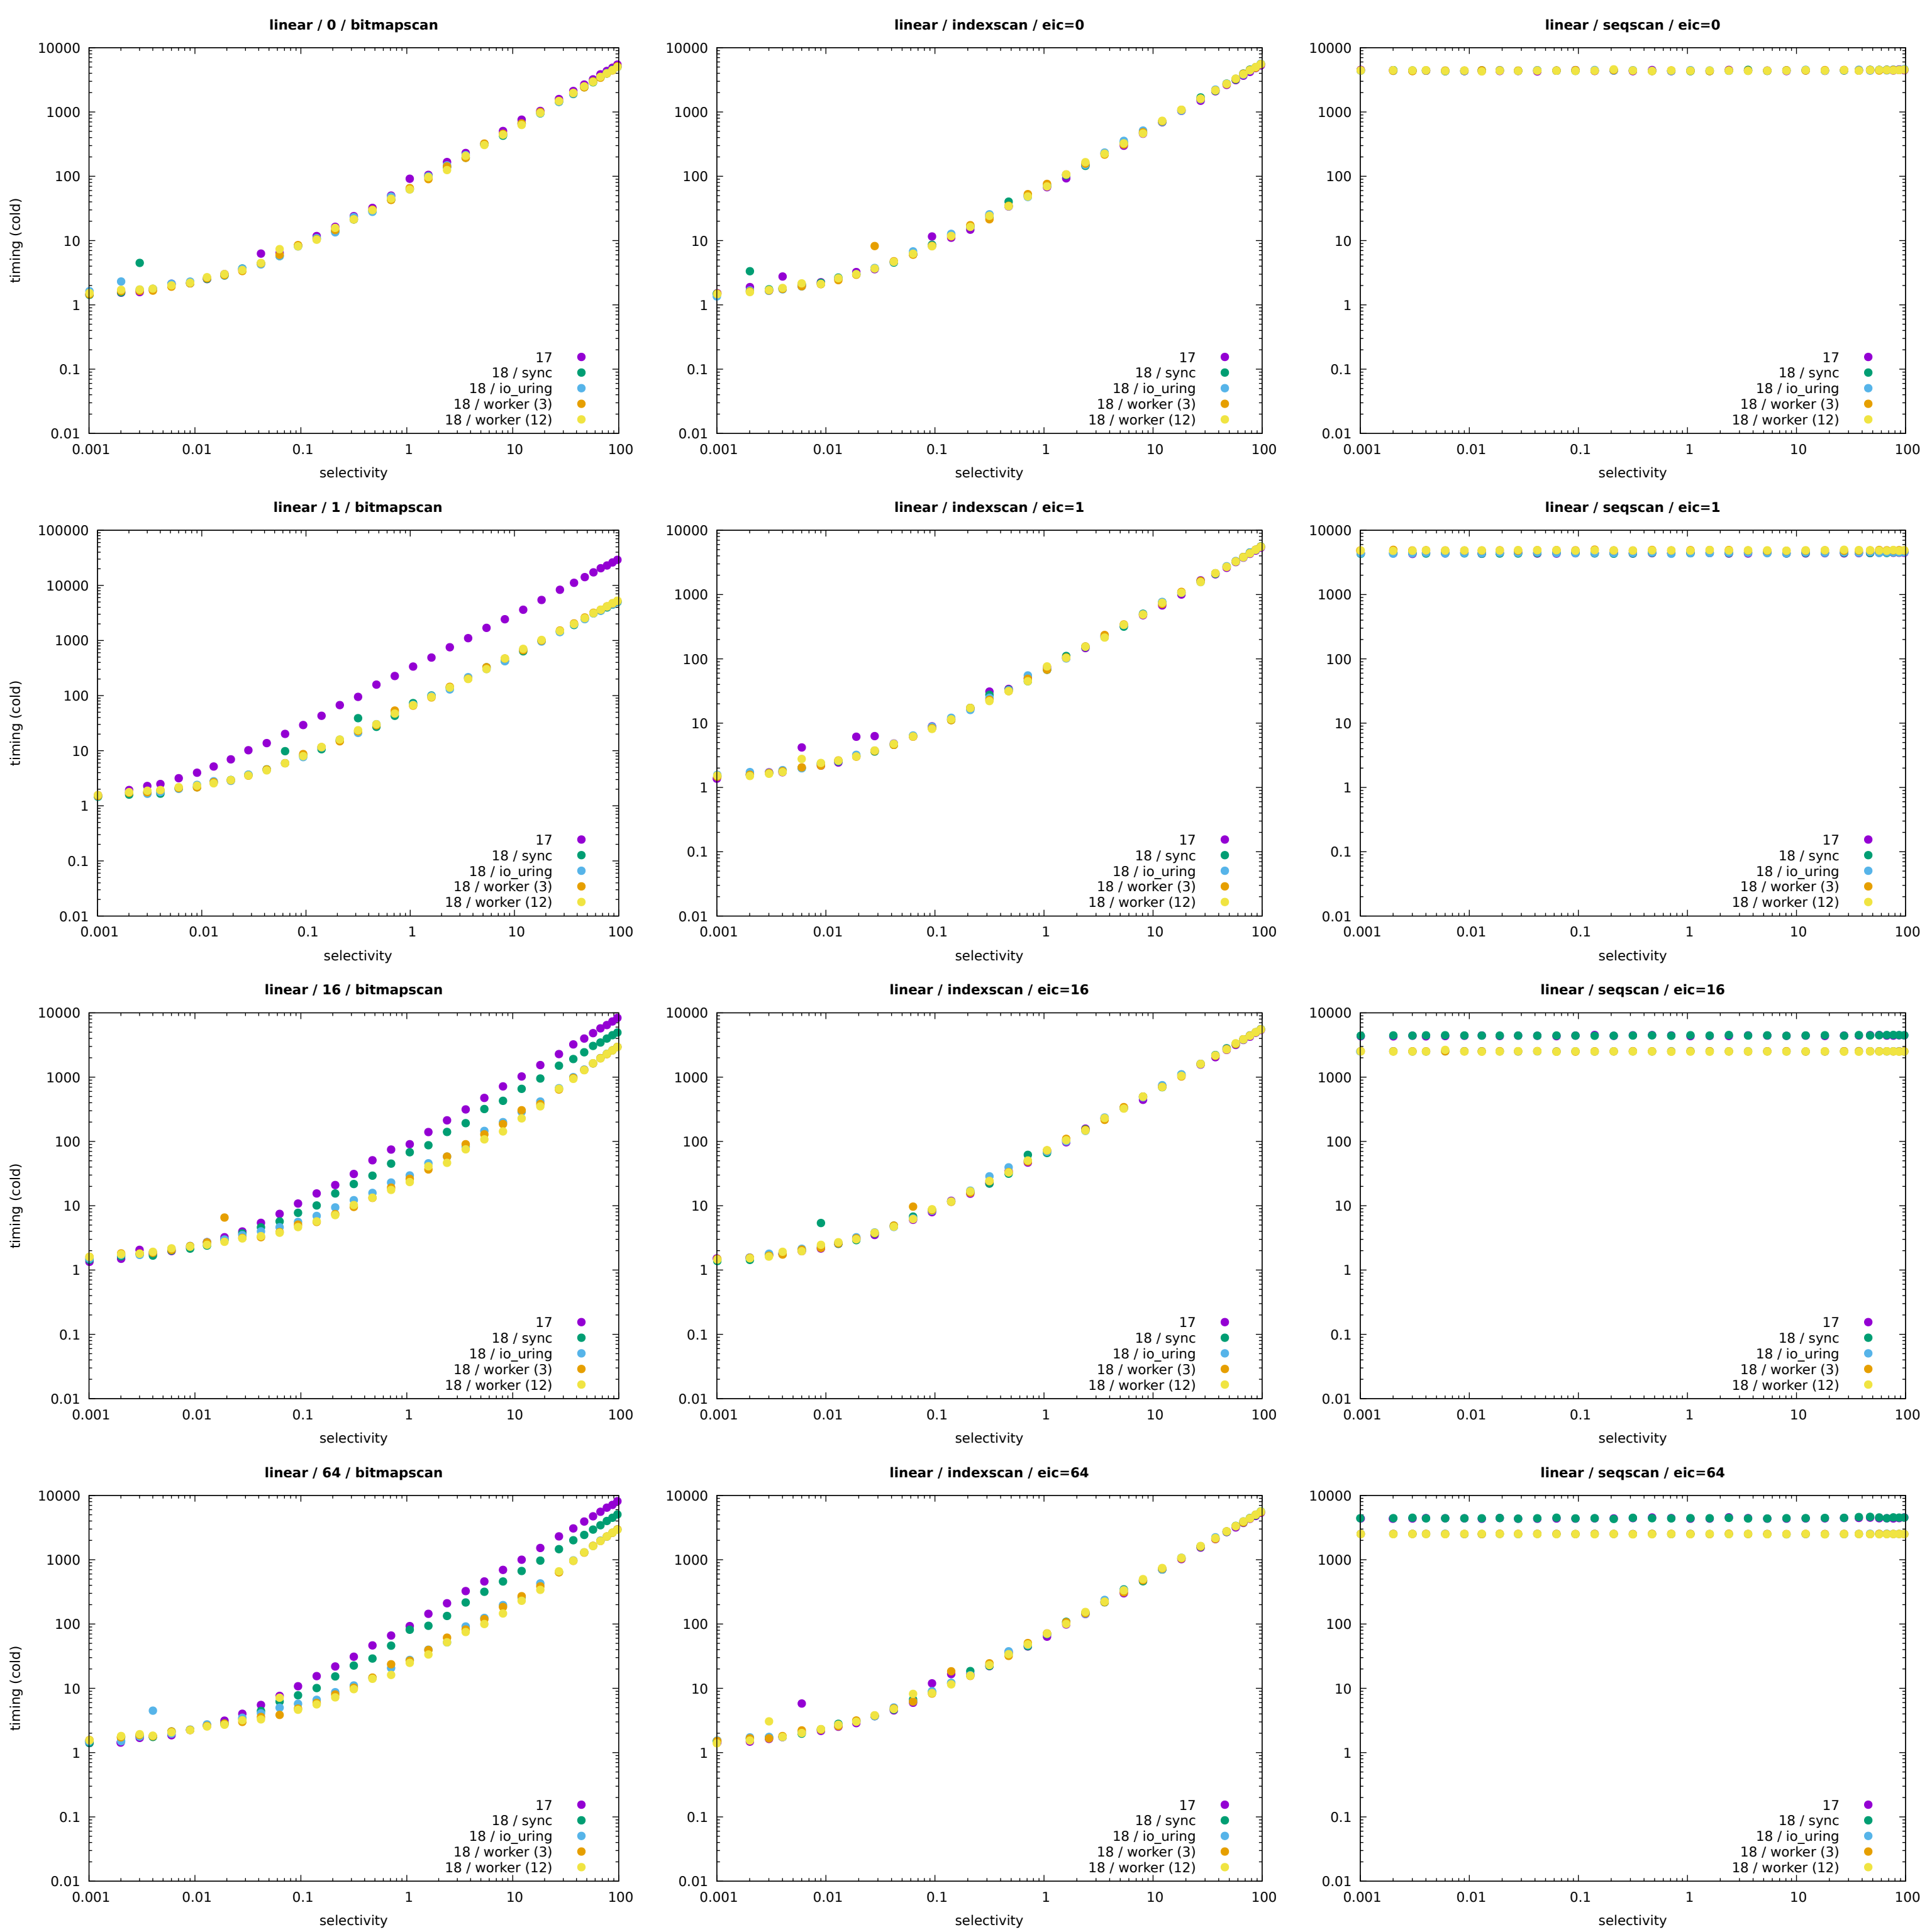 linear / 0 / bitmapscan
timing (cold)
10000
1000
100
10
1
0.1
0.01
17
18 / sync
18 / io_uring
18 / worker (3)
18 / worker (12)
0.001 0.01 0.1 1 10 100
selectivity
linear / indexscan / eic=0
10000
1000
100
10
1
0.1
0.01
17
18 / sync
18 / io_uring
18 / worker (3)
18 / worker (12)
0.001 0.01 0.1 1 10 100
selectivity
linear / seqscan / eic=0
10000
1000
100
10
1
0.1
0.01
17
18 / sync
18 / io_uring
18 / worker (3)
18 / worker (12)
0.001 0.01 0.1 1 10 100
selectivity
linear / 1 / bitmapscan
timing (cold)
100000
10000
1000
100
10
1
0.1
0.01
17
18 / sync
18 / io_uring
18 / worker (3)
18 / worker (12)
0.001 0.01 0.1 1 10 100
selectivity
linear / indexscan / eic=1
10000
1000
100
10
1
0.1
0.01
17
18 / sync
18 / io_uring
18 / worker (3)
18 / worker (12)
0.001 0.01 0.1 1 10 100
selectivity
linear / seqscan / eic=1
10000
1000
100
10
1
0.1
0.01
17
18 / sync
18 / io_uring
18 / worker (3)
18 / worker (12)
0.001 0.01 0.1 1 10 100
selectivity
linear / 16 / bitmapscan
timing (cold)
10000
1000
100
10
1
0.1
0.01
17
18 / sync
18 / io_uring
18 / worker (3)
18 / worker (12)
0.001 0.01 0.1 1 10 100
selectivity
linear / indexscan / eic=16
10000
1000
100
10
1
0.1
0.01
17
18 / sync
18 / io_uring
18 / worker (3)
18 / worker (12)
0.001 0.01 0.1 1 10 100
selectivity
linear / seqscan / eic=16
10000
1000
100
10
1
0.1
0.01
17
18 / sync
18 / io_uring
18 / worker (3)
18 / worker (12)
0.001 0.01 0.1 1 10 100
selectivity
linear / 64 / bitmapscan
timing (cold)
10000
1000
100
10
1
0.1
0.01
17
18 / sync
18 / io_uring
18 / worker (3)
18 / worker (12)
0.001 0.01 0.1 1 10 100
selectivity
linear / indexscan / eic=64
10000
1000
100
10
1
0.1
0.01
17
18 / sync
18 / io_uring
18 / worker (3)
18 / worker (12)
0.001 0.01 0.1 1 10 100
selectivity
linear / seqscan / eic=64
10000
1000
100
10
1
0.1
0.01
17
18 / sync
18 / io_uring
18 / worker (3)
18 / worker (12)
0.001 0.01 0.1 1 10 100
selectivity